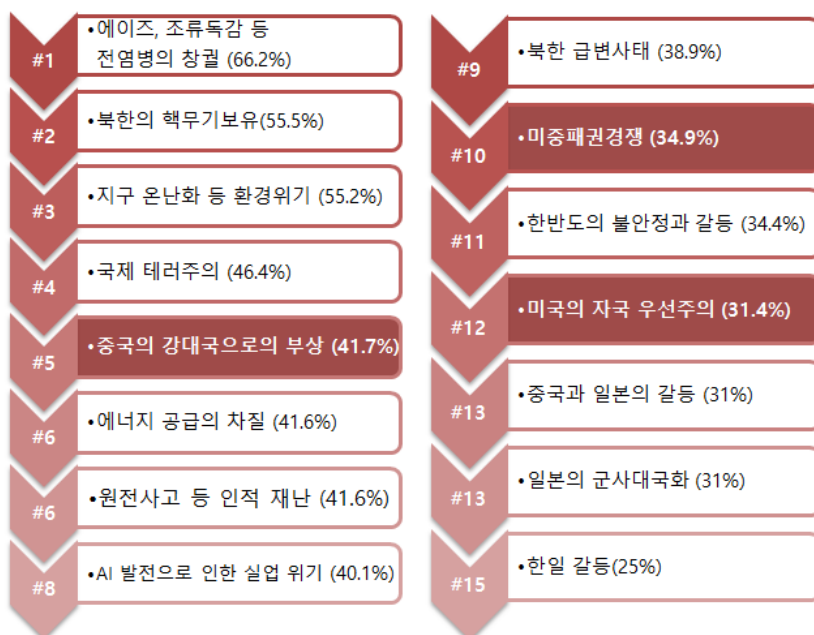 #1
•에이즈, 조류독감 등
전염병의 창궐 (66.2%)
#2
•북한의 핵무기보유(55.5%)
#3
•지구 온난화 등 환경위기 (55.2%)
#4
•국제 테러주의 (46.4%)
#5
•중국의 강대국으로의 부상 (41.7%)
#6
•에너지 공급의 차질 (41.6%)
#6
•원전사고 등 인적 재난 (41.6%)
#8
•AI 발전으로 인한 실업 위기 (40.1%)
#9
•북한 급변사태 (38.9%)
#10
•미중패권경쟁 (34.9%)
#11
•한반도의 불안정과 갈등 (34.4%)
#12
•미국의 자국 우선주의 (31.4%)
#13
•중국과 일본의 갈등 (31%)
#13
•일본의 군사대국화 (31%)
#15
•한일 갈등(25%)